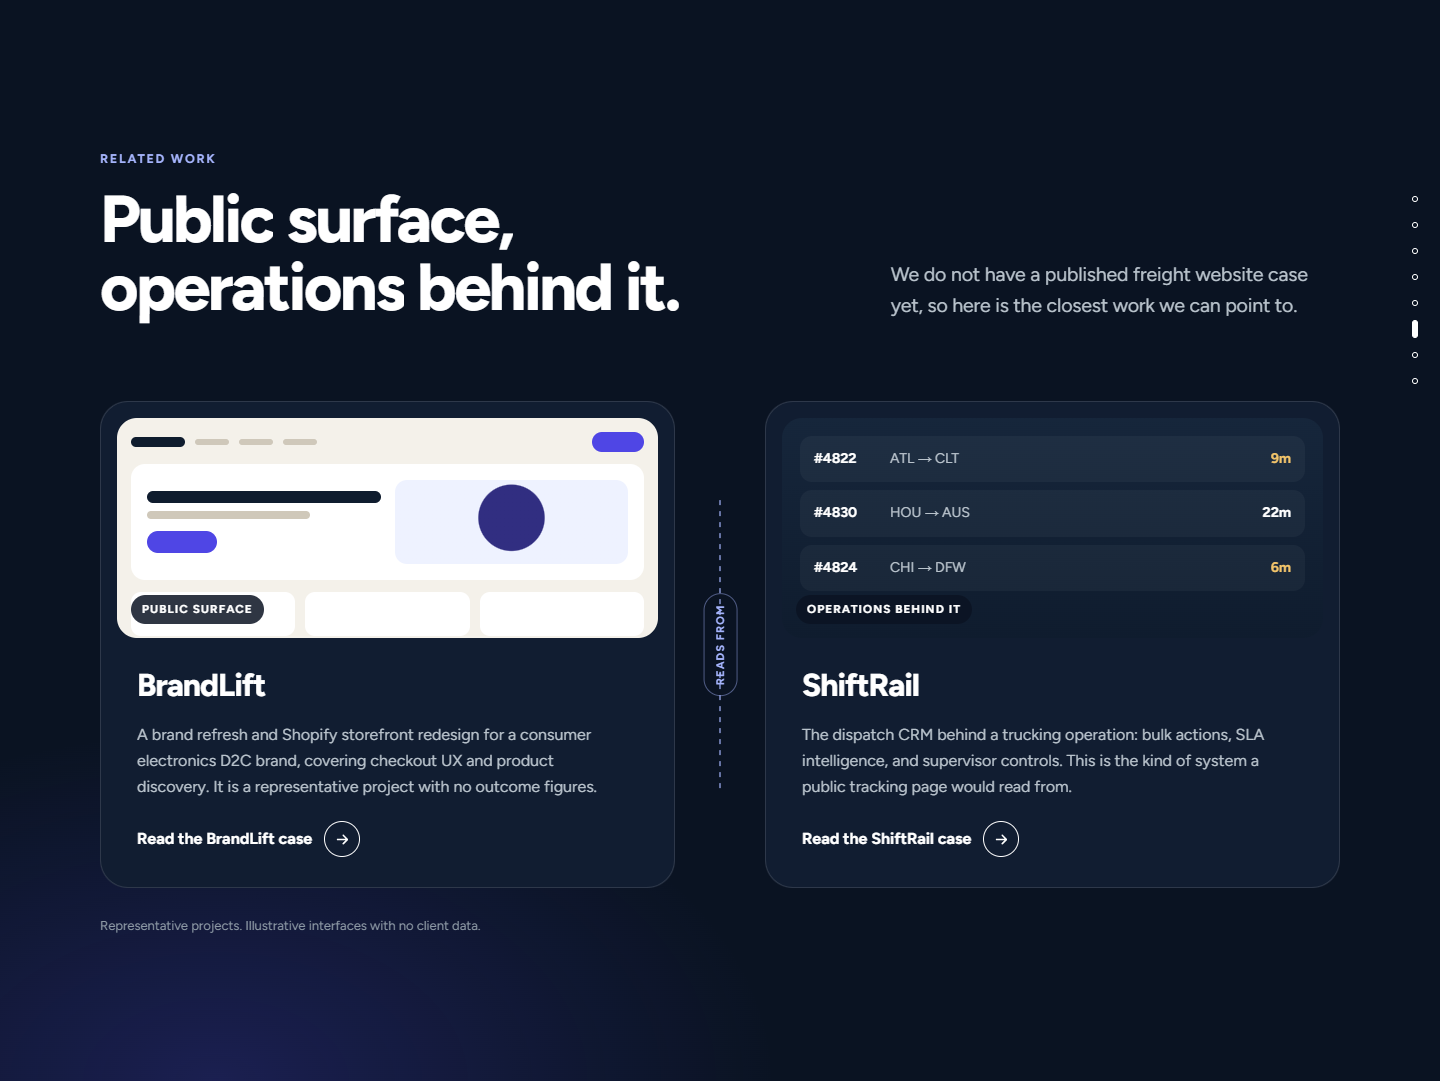 RELATED WORK
Public surface,
operations behind it.
We do not have a published freight website case
yet, so here is the closest work we can point to.
PUBLIC SURFACE
BrandLift
A brand refresh and Shopify storefront redesign for a consumer
electronics D2C brand, covering checkout UX and product
discovery. It is a representative project with no outcome figures.
Read the BrandLift case
READS FROM
#4822 ATL → CLT 9m
#4830 HOU → AUS 22m
#4824 CHI → DFW 6m
OPERATIONS BEHIND IT
ShiftRail
The dispatch CRM behind a trucking operation: bulk actions, SLA
intelligence, and supervisor controls. This is the kind of system a
public tracking page would read from.
Read the ShiftRail case
Representative projects. Illustrative interfaces with no client data.